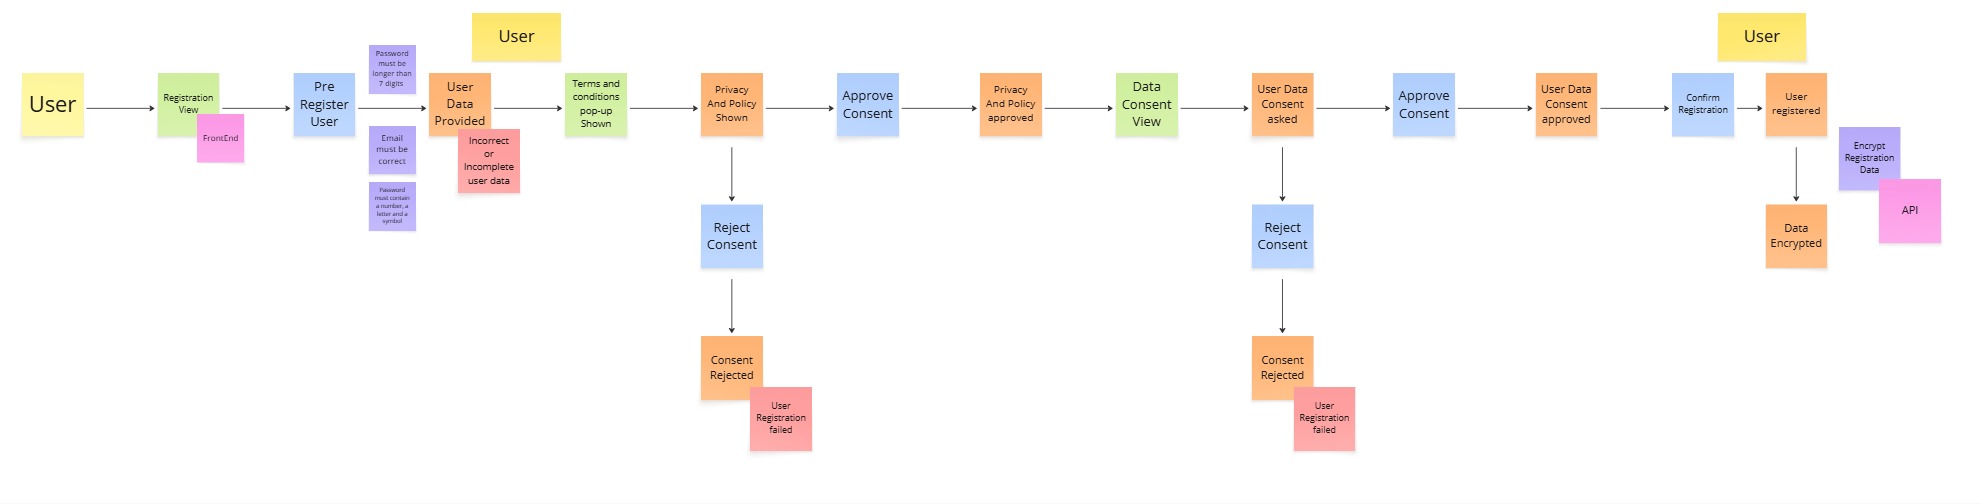 User
Registration
View
FrontEnd
Pre
Register
User
Password
must be
longer than
7 digits
Email
must be
correct
Password
must contain
a number, a
letter and a
symbol
User
User
Data
Provided
Incorrect
or
Incomplete
user data
Terms and
conditions
pop-up
Shown
Privacy
And Policy
Shown
Reject
Consent
Consent
Rejected
User
Registration
failed
Approve
Consent
Privacy
And Policy
approved
Data
Consent
View
User Data
Consent
asked
Reject
Consent
Consent
Rejected
User
Registration
failed
Approve
Consent
User Data
Consent
approved
Confirm
Registration
User
User
registered
Data
Encrypted
Encrypt
Registration
Data
API